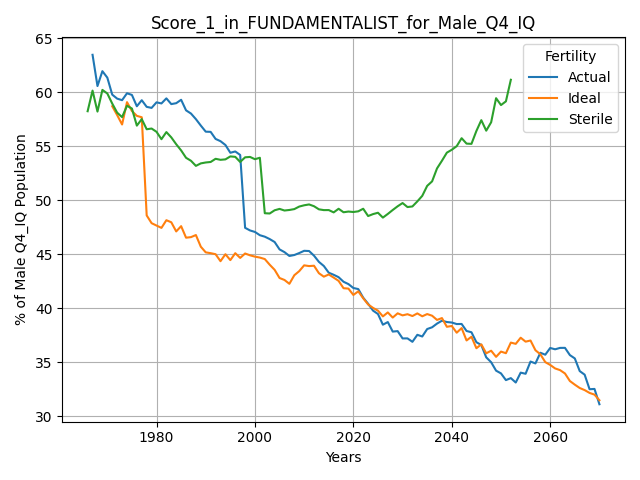 Score_1_in_FUNDAMENTALIST_for_Male_Q4_IQ
65
60
55
50
45
40
35
30
% of Male Q4_IQ Population
Fertility
Actual
Ideal
Sterile
1980
2000
2020
2040
2060
Years